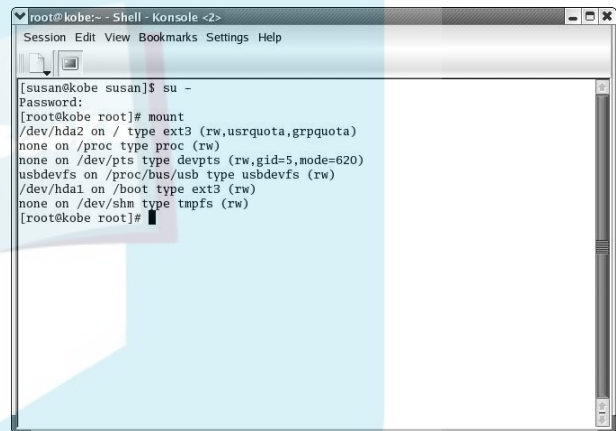 root@kobe:~ - Shell - Konsole <2>
Session Edit View Bookmarks Settings Help
[susan@kobe susan]$ su -
Password:
[root@kobe root]# mount
/dev/hda2 on / type ext3 (rw,usrquota,grpquota)
none on /proc type proc (rw)
none on /dev/pts type devpts (rw,gid=5,mode=620)
usbdevfs on /proc/bus/usb type usbdevfs (rw)
/dev/hda1 on /boot type ext3 (rw)
none on /dev/shm type tmpfs (rw)
[root@kobe root]#